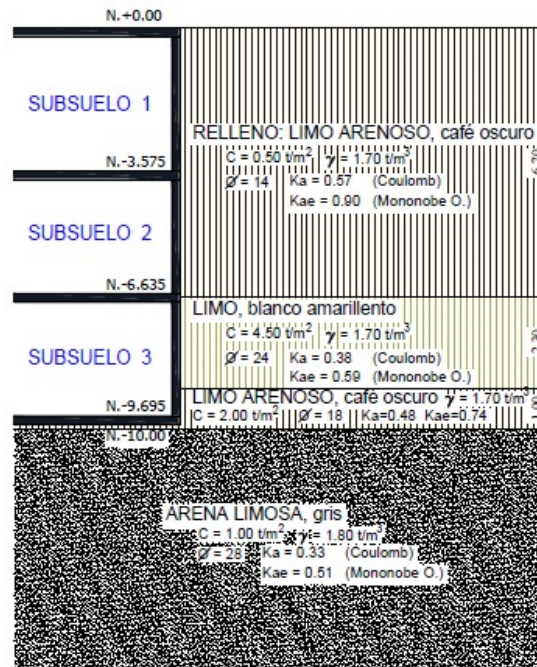 N.+0.00
SUBSUELO 1
RELLENO: LIMO ARENOSO, café oscuro
C = 0.50 t/m² γ = 1.70 t/m³
Ø = 14 Ka = 0.57 (Coulomb)
Kae = 0.90 (Mononobe O.)
N.-3.575
SUBSUELO 2
N.-6.635
LIMO, blanco amarillento
C = 4.50 t/m² γ = 1.70 t/m³
Ø = 24 Ka = 0.38 (Coulomb)
Kae = 0.59 (Mononobe O.)
SUBSUELO 3
LIMO ARENOSO, café oscuro γ = 1.70 t/m³
C = 2.00 t/m² Ø = 18 Ka=0.48 Kae=0.74
N.-9.695
N.-10.00
ARENA LIMOSA, gris
C = 1.00 t/m² γ = 1.80 t/m³
Ø = 28 Ka = 0.33 (Coulomb)
Kae = 0.51 (Mononobe O.)